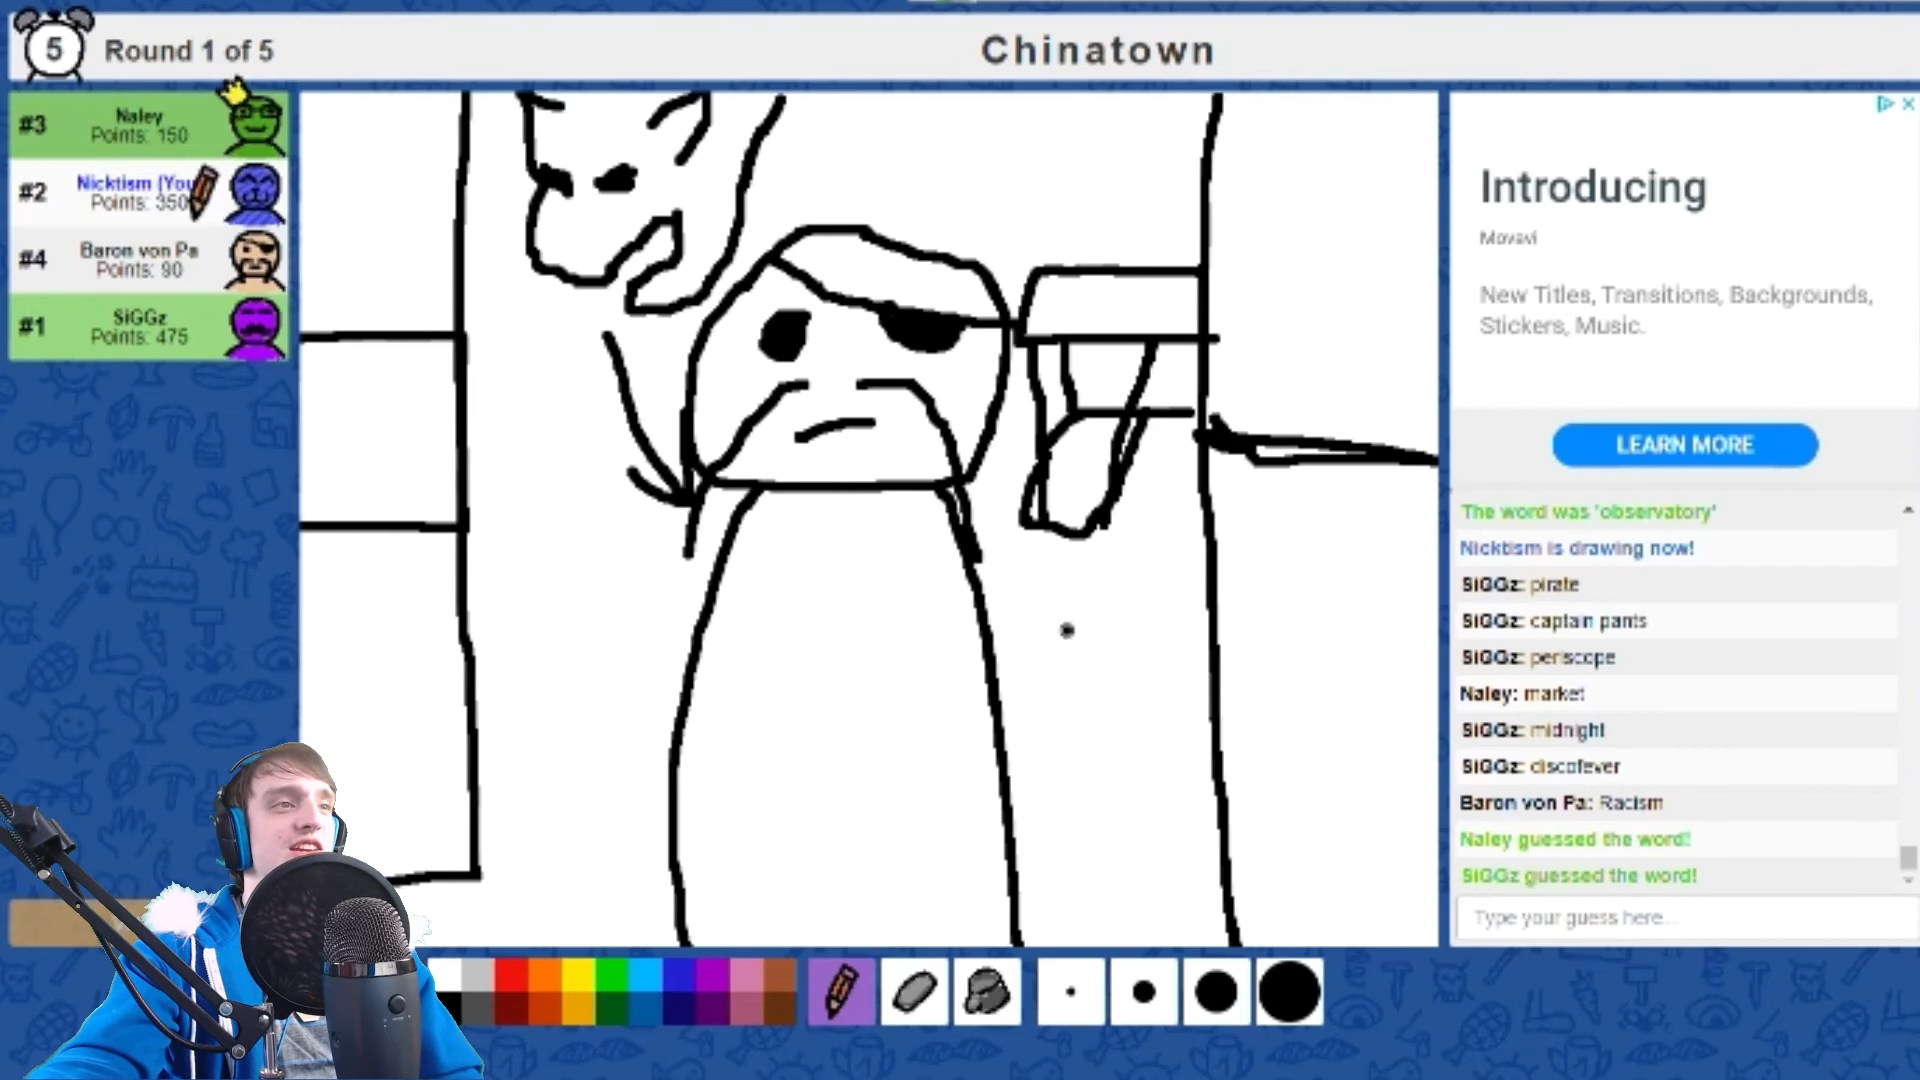 5
Round 1 of 5
Chinatown
#3
Naley
Points: 150
#2
Nicktism (You
Points: 350
#4
Baron von Pa
Points: 90
#1
SiGGz
Points: 475
Introducing
Movavi
New Titles, Transitions, Backgrounds,
Stickers, Music.
LEARN MORE
The word was 'observatory'
Nicktism is drawing now!
SiGGz: pirate
SiGGz: captain pants
SiGGz: periscope
Naley: market
SiGGz: midnight
SiGGz: discofever
Baron von Pa: Racism
Naley guessed the word!
SiGGz guessed the word!
Type your guess here...